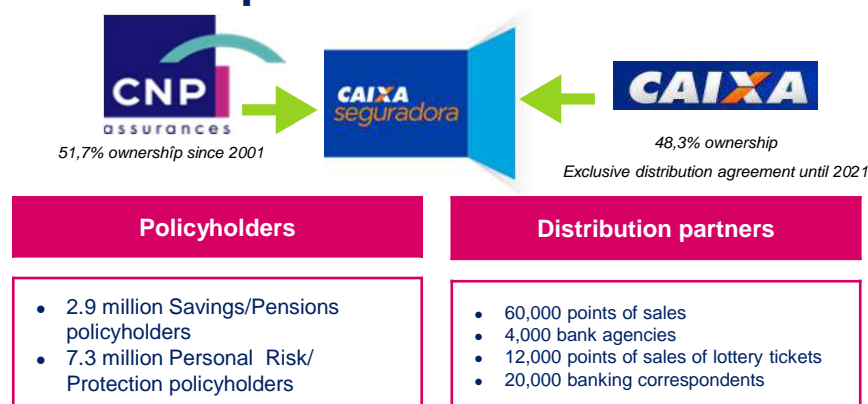 CNP
assurances
51,7% ownershîp since 2001
CAIXA
seguradora
CAIXA
48,3% ownership
Exclusive distribution agreement until 2021
Policyholders
● 2.9 million Savings/Pensions
policyholders
● 7.3 million Personal Risk/
Protection policyholders
Distribution partners
● 60,000 points of sales
● 4,000 bank agencies
● 12,000 points of sales of lottery tickets
● 20,000 banking correspondents